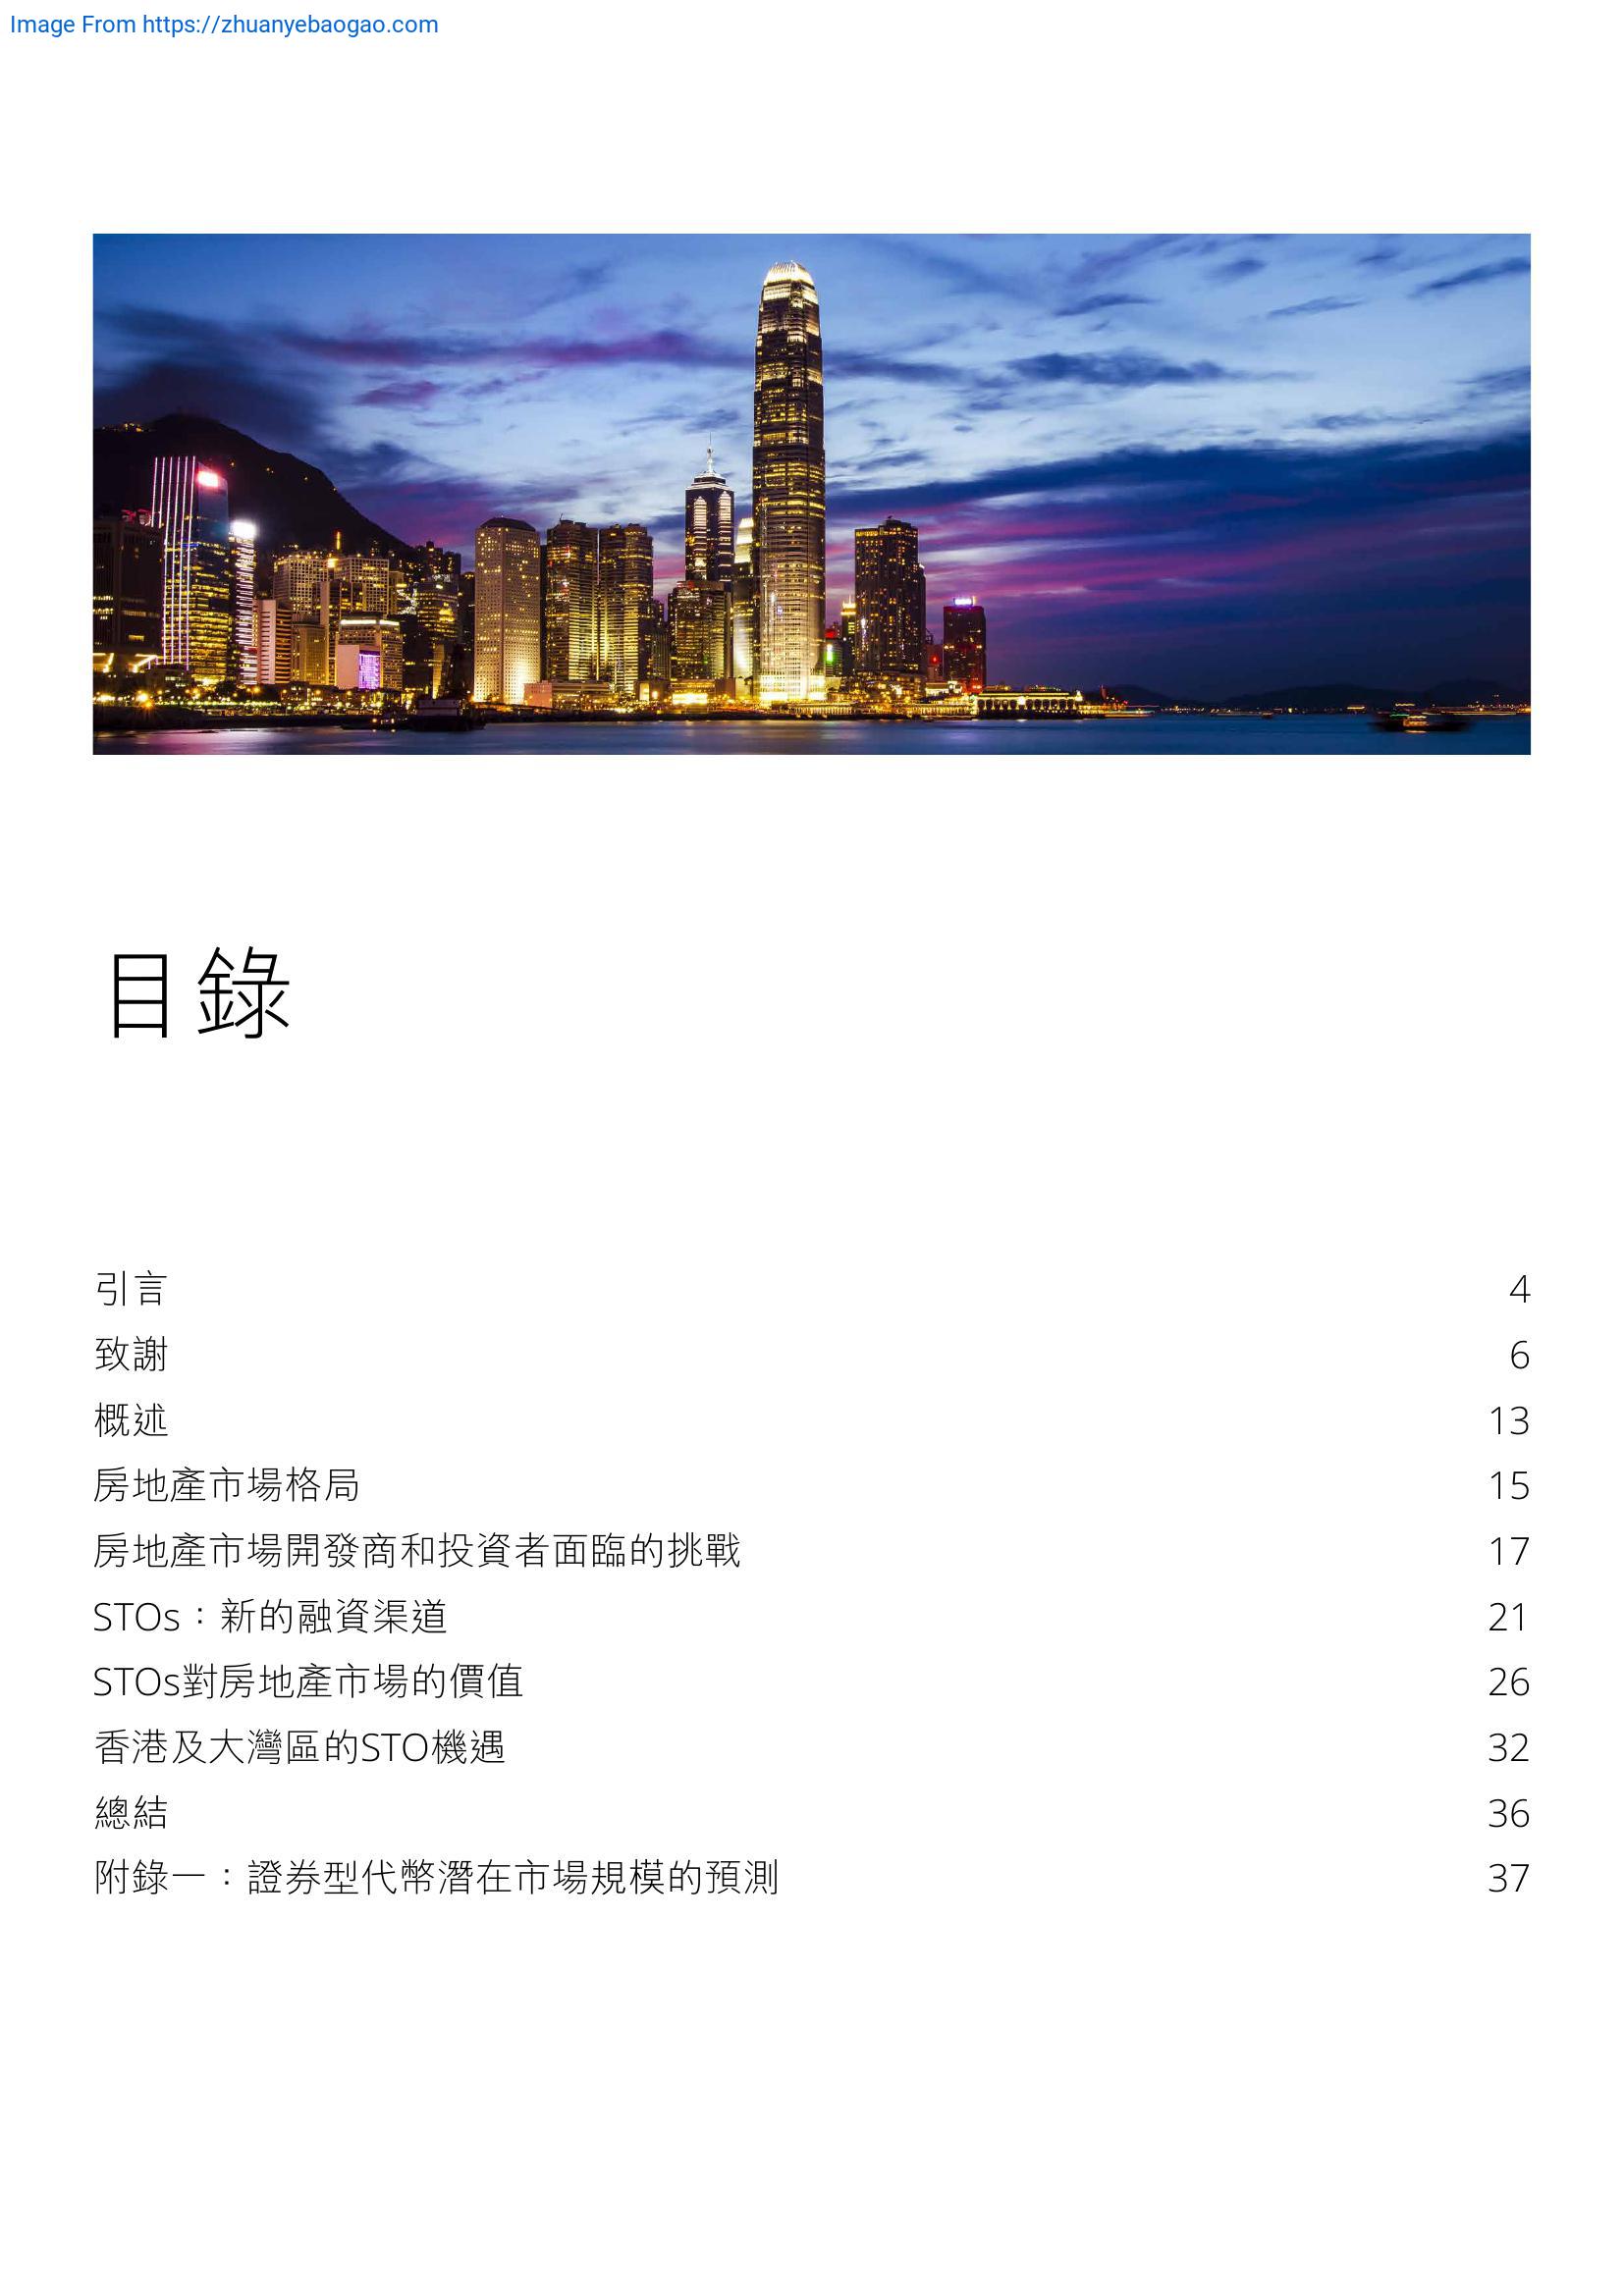 Image From https://zhuanyebaogao.com
目錄
引言 4
致謝 6
概述 13
房地產市場格局 15
房地產市場開發商和投資者面臨的挑戰 17
STOs：新的融資渠道 21
STOs對房地產市場的價值 26
香港及大灣區的STO機遇 32
總結 36
附錄一：證券型代幣潛在市場規模的預測 37